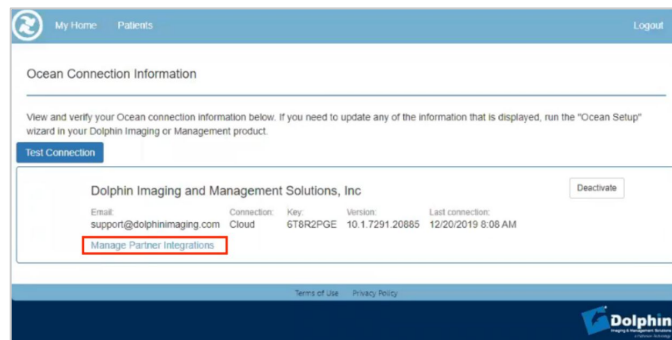 My Home Patients Logout
Ocean Connection Information
View and verify your Ocean connection information below. If you need to update any of the information that is displayed, run the "Ocean Setup"
wizard in your Dolphin Imaging or Management product.
Test Connection
Dolphin Imaging and Management Solutions, Inc Deactivate
Email: Connection: Key: Version: Last connection:
support@dolphinimaging.com Cloud 6T8R2PGE 10.1.7291.20885 12/20/2019 8:08 AM
Manage Partner Integrations
Terms of Use Privacy Policy
Dolphin
Imaging & Management Solutions